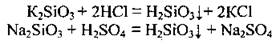 K₂SiO₃ + 2HCl = H₂SiO₃↓ + 2KCl
Na₂SiO₃ + H₂SO₄ = H₂SiO₃↓ + Na₂SO₄